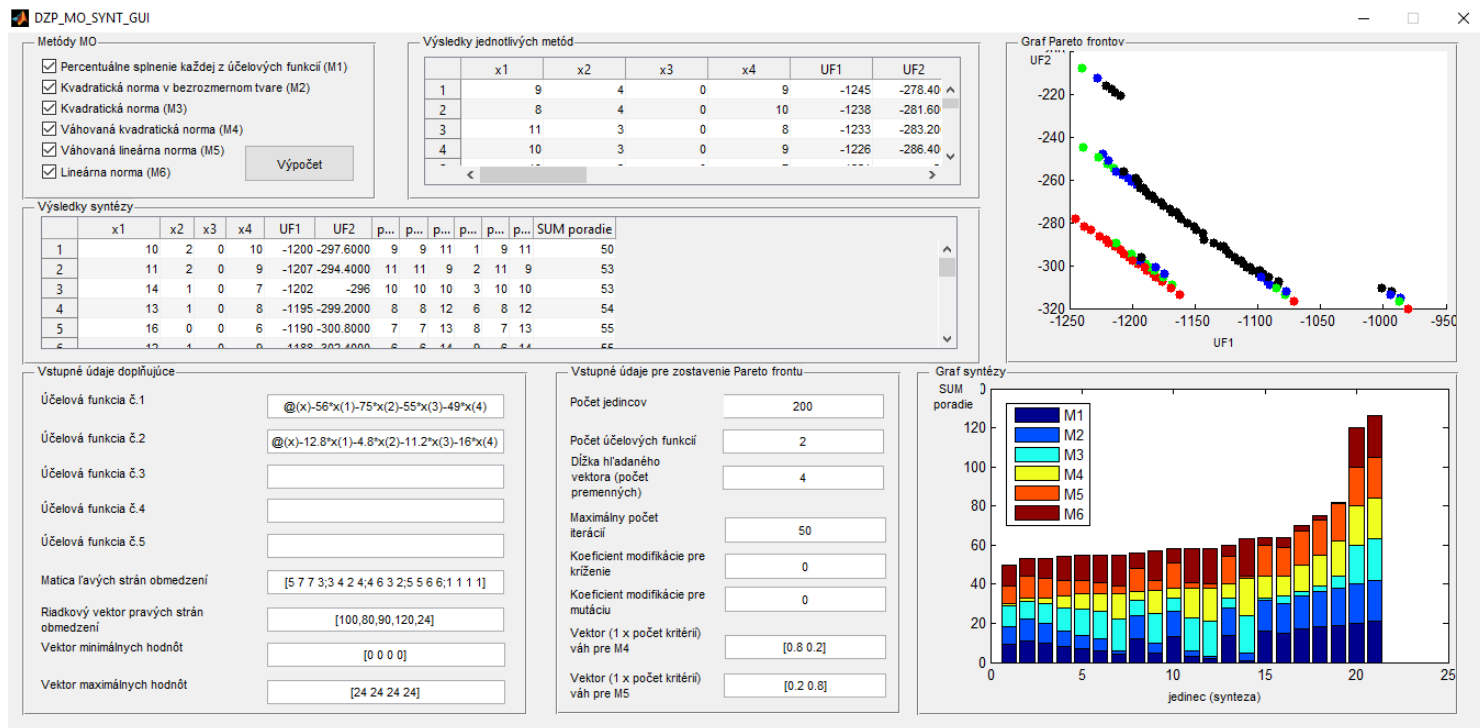 DZP_MO_SYNT_GUI
Metódy MO
Percentuálne splnenie každej z účelových funkcií (M1)
Kvadratická norma v bezrozmernom tvare (M2)
Kvadratická norma (M3)
Váhovaná kvadratická norma (M4)
Váhovaná lineárna norma (M5)
Lineárna norma (M6)
Výpočet
Výsledky jednotlivých metód
x1 x2 x3 x4 UF1 UF2
1 9 4 0 9 -1245 -278.40
2 8 4 0 10 -1238 -281.60
3 11 3 0 8 -1233 -283.20
4 10 3 0 9 -1226 -286.40
Graf Pareto frontov
UF2
-220
-240
-260
-280
-300
-320
-1250 -1200 -1150 -1100 -1050 -1000 -950
UF1
Výsledky syntézy
x1 x2 x3 x4 UF1 UF2 p... p... p... p... p... p... SUM poradie
1 10 2 0 10 -1200 -297.6000 9 9 11 1 9 11 50
2 11 2 0 9 -1207 -294.4000 11 11 9 2 11 9 53
3 14 1 0 7 -1202 -296 10 10 10 3 10 10 53
4 13 1 0 8 -1195 -299.2000 8 8 12 6 8 12 54
5 16 0 0 6 -1190 -300.8000 7 7 13 8 7 13 55
6 12 1 0 9 -1188 -302.4000 6 6 14 9 6 14 55
Vstupné údaje doplňujúce
Účelová funkcia č.1
@(x)-56*x(1)-75*x(2)-55*x(3)-49*x(4)
Účelová funkcia č.2
@(x)-12.8*x(1)-4.8*x(2)-11.2*x(3)-16*x(4)
Účelová funkcia č.3
Účelová funkcia č.4
Účelová funkcia č.5
Matica ľavých strán obmedzení
[5 7 7 3;3 4 2 4;4 6 3 2;5 5 6 6;1 1 1 1]
Riadkový vektor pravých strán
obmedzení
[100,80,90,120,24]
Vektor minimálnych hodnôt
[0 0 0 0]
Vektor maximálnych hodnôt
[24 24 24 24]
Vstupné údaje pre zostavenie Pareto frontu
Počet jedincov
200
Počet účelových funkcií
2
Dĺžka hľadaného
vektora (počet
premenných)
4
Maximálny počet
iterácií
50
Koeficient modifikácie pre
kríženie
0
Koeficient modifikácie pre
mutáciu
0
Vektor (1 x počet kritérií)
váh pre M4
[0.8 0.2]
Vektor (1 x počet kritérií)
váh pre M5
[0.2 0.8]
Graf syntézy
SUM
poradie
120
100
80
60
40
20
0
M1
M2
M3
M4
M5
M6
0 5 10 15 20 25
jedinec (synteza)